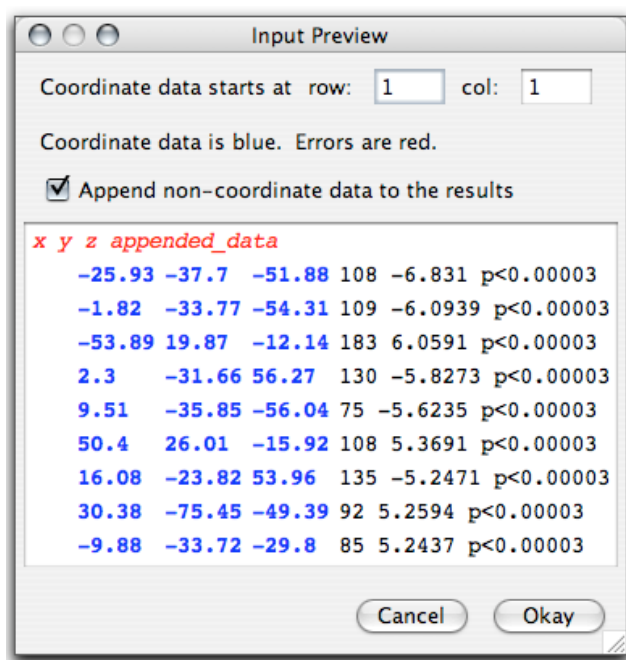 Input Preview
Coordinate data starts at row: 1 col: 1
Coordinate data is blue. Errors are red.
Append non-coordinate data to the results
x y z appended_data
-25.93 -37.7 -51.88 108 -6.831 p<0.00003
-1.82 -33.77 -54.31 109 -6.0939 p<0.00003
-53.89 19.87 -12.14 183 6.0591 p<0.00003
2.3 -31.66 56.27 130 -5.8273 p<0.00003
9.51 -35.85 -56.04 75 -5.6235 p<0.00003
50.4 26.01 -15.92 108 5.3691 p<0.00003
16.08 -23.82 53.96 135 -5.2471 p<0.00003
30.38 -75.45 -49.39 92 5.2594 p<0.00003
-9.88 -33.72 -29.8 85 5.2437 p<0.00003
Cancel Okay